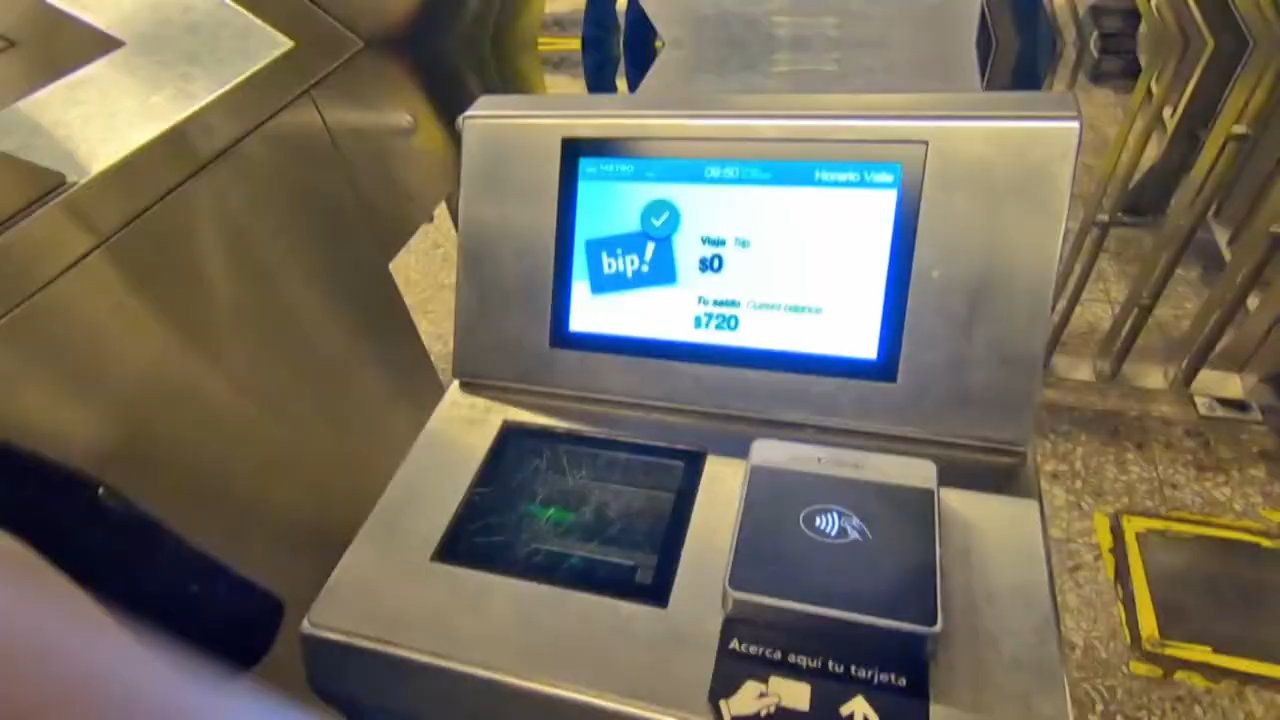 METRO
09:50
Horario Valle
bip!
Viaje Trip
$0
Tu saldo Current balance
$720
Acerca aquí tu tarjeta